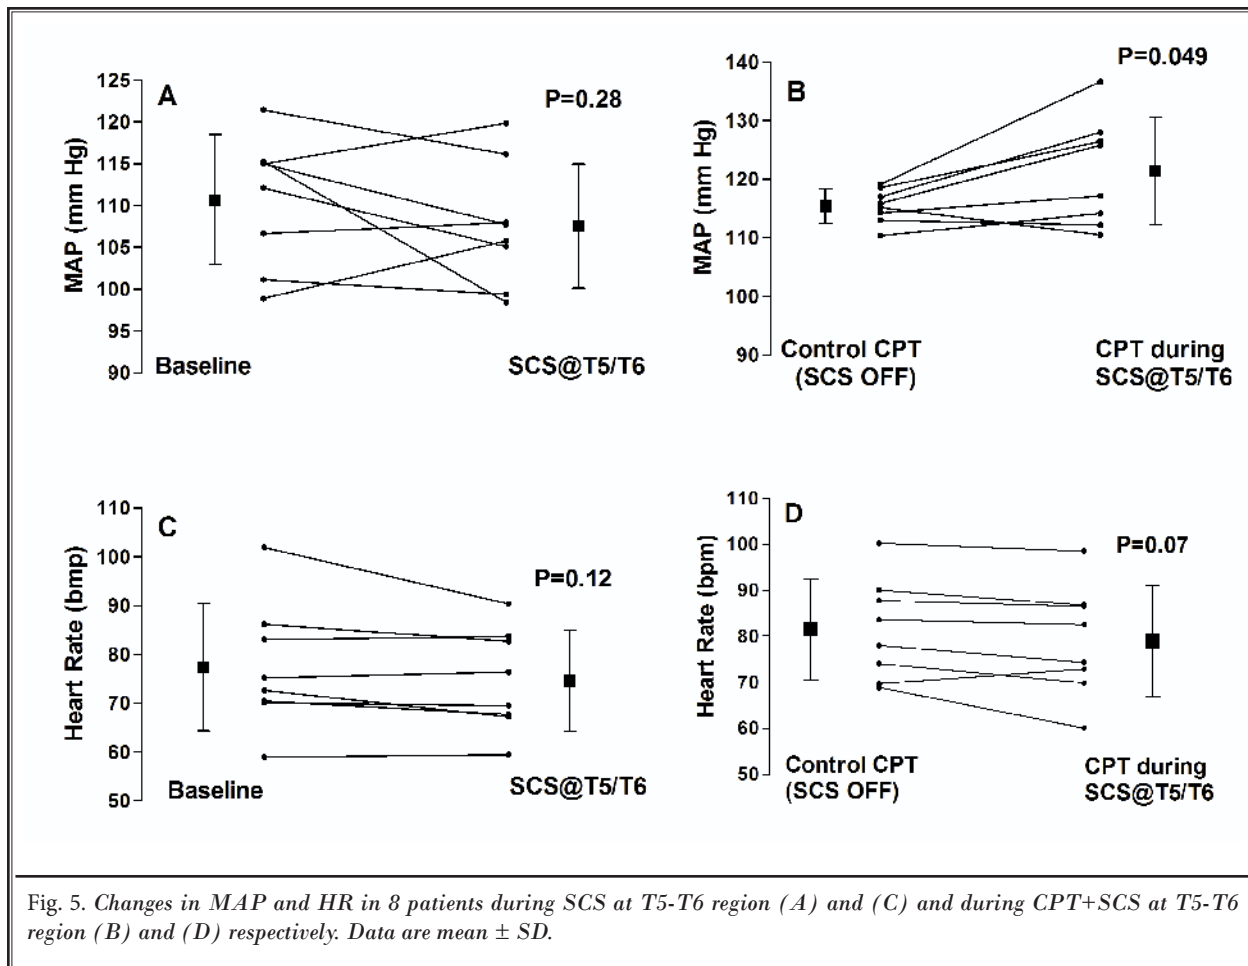 A
P=0.28
MAP (mm Hg)
125
120
115
110
105
100
95
90
Baseline
SCS@T5/T6
B
P=0.049
MAP (mm Hg)
140
130
120
110
100
90
Control CPT
(SCS OFF)
CPT during
SCS@T5/T6
C
P=0.12
Heart Rate (bmp)
110
100
90
80
70
60
50
Baseline
SCS@T5/T6
D
P=0.07
Heart Rate (bpm)
110
100
90
80
70
60
50
Control CPT
(SCS OFF)
CPT during
SCS@T5/T6
Fig. 5. Changes in MAP and HR in 8 patients during SCS at T5-T6 region (A) and (C) and during CPT+SCS at T5-T6
region (B) and (D) respectively. Data are mean ± SD.